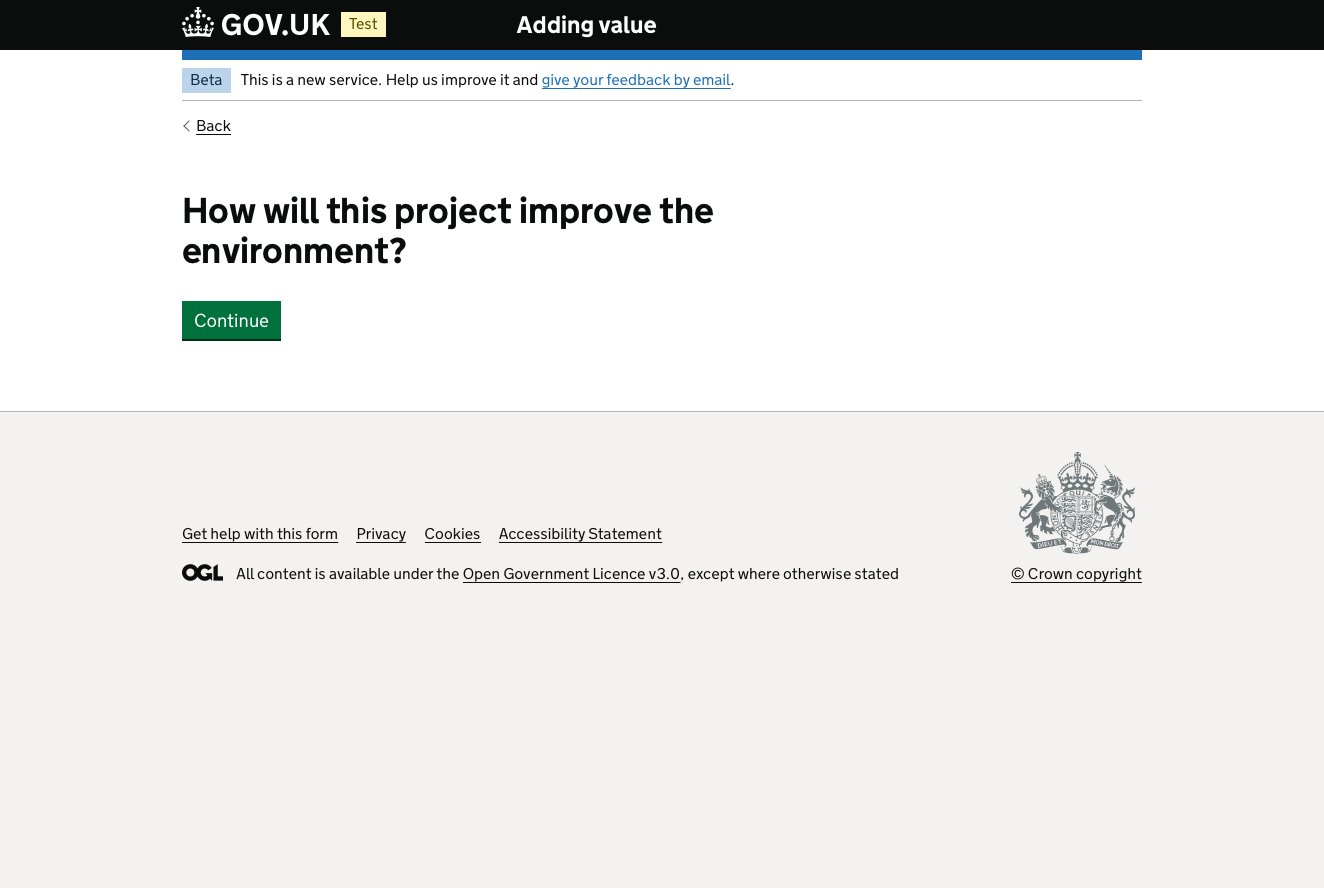 GOV.UK Test Adding value
Beta This is a new service. Help us improve it and give your feedback by email.
Back
How will this project improve the
environment?
Continue
Get help with this form Privacy Cookies Accessibility Statement
OGL All content is available under the Open Government Licence v3.0, except where otherwise stated
© Crown copyright